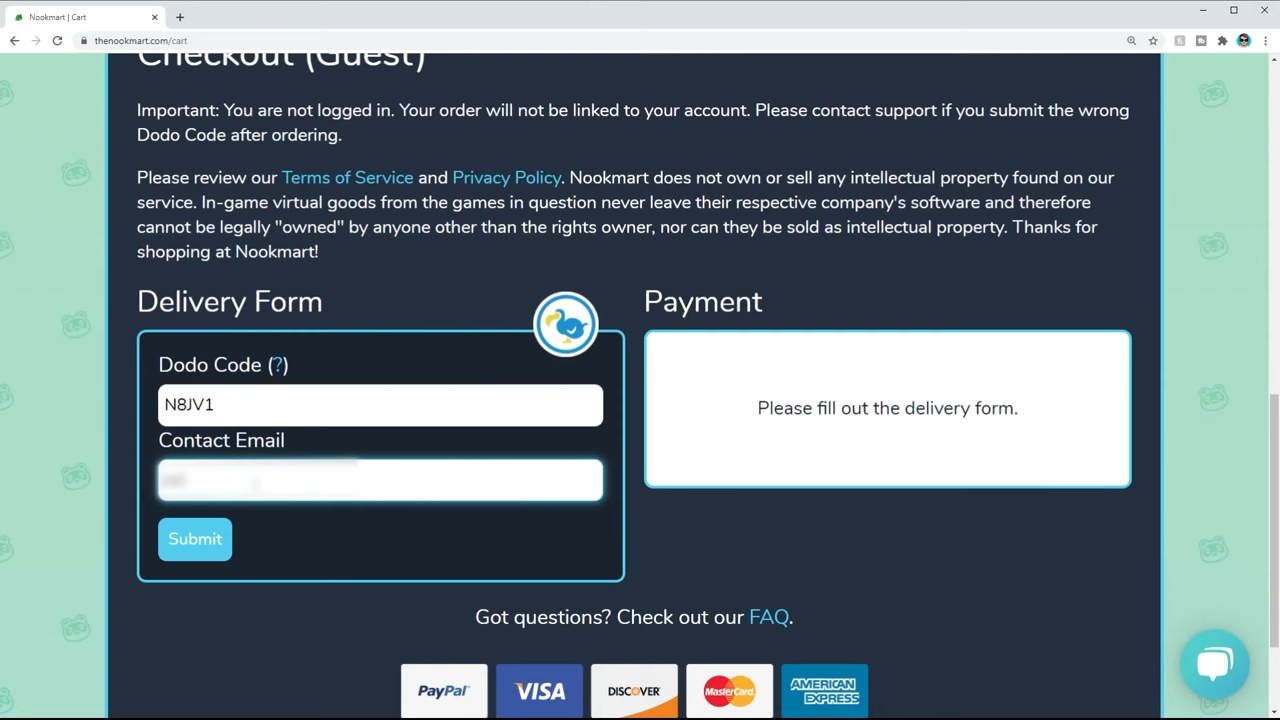 Nookmart | Cart
thenookmart.com/cart
Checkout (Guest)
Important: You are not logged in. Your order will not be linked to your account. Please contact support if you submit the wrong
Dodo Code after ordering.
Please review our Terms of Service and Privacy Policy. Nookmart does not own or sell any intellectual property found on our
service. In-game virtual goods from the games in question never leave their respective company's software and therefore
cannot be legally "owned" by anyone other than the rights owner, nor can they be sold as intellectual property. Thanks for
shopping at Nookmart!
Delivery Form
Payment
Dodo Code (?)
N8JV1
Contact Email
Submit
Please fill out the delivery form.
Got questions? Check out our FAQ.
PayPal
VISA
DISCOVER
MasterCard
AMERICAN
EXPRESS